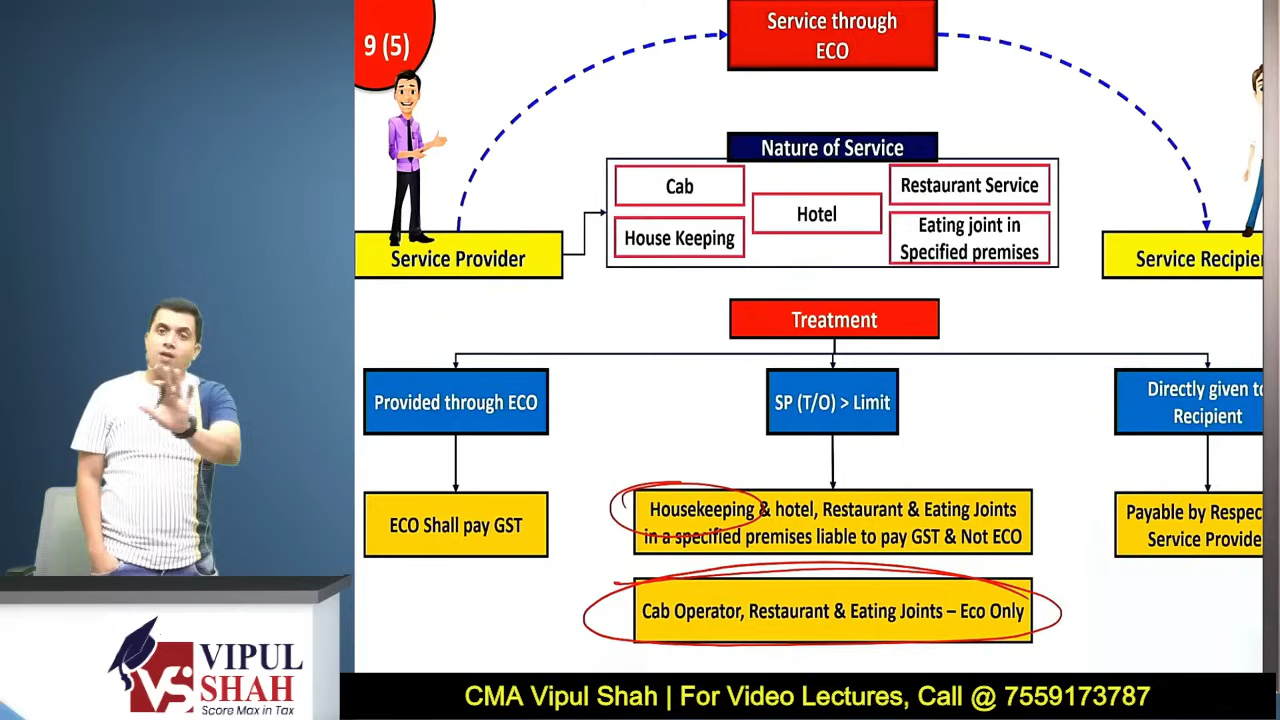 9 (5)
Service through
ECO
Nature of Service
Cab
House Keeping
Hotel
Restaurant Service
Eating joint in
Specified premises
Service Provider
Service Recipien
Treatment
Provided through ECO
SP (T/O) > Limit
Directly given to
Recipient
ECO Shall pay GST
Housekeeping & hotel, Restaurant & Eating Joints
in a specified premises liable to pay GST & Not ECO
Payable by Respec
Service Provide
Cab Operator, Restaurant & Eating Joints – Eco Only
VS
VIPUL
SHAH
Score Max in Tax
CMA Vipul Shah | For Video Lectures, Call @ 7559173787